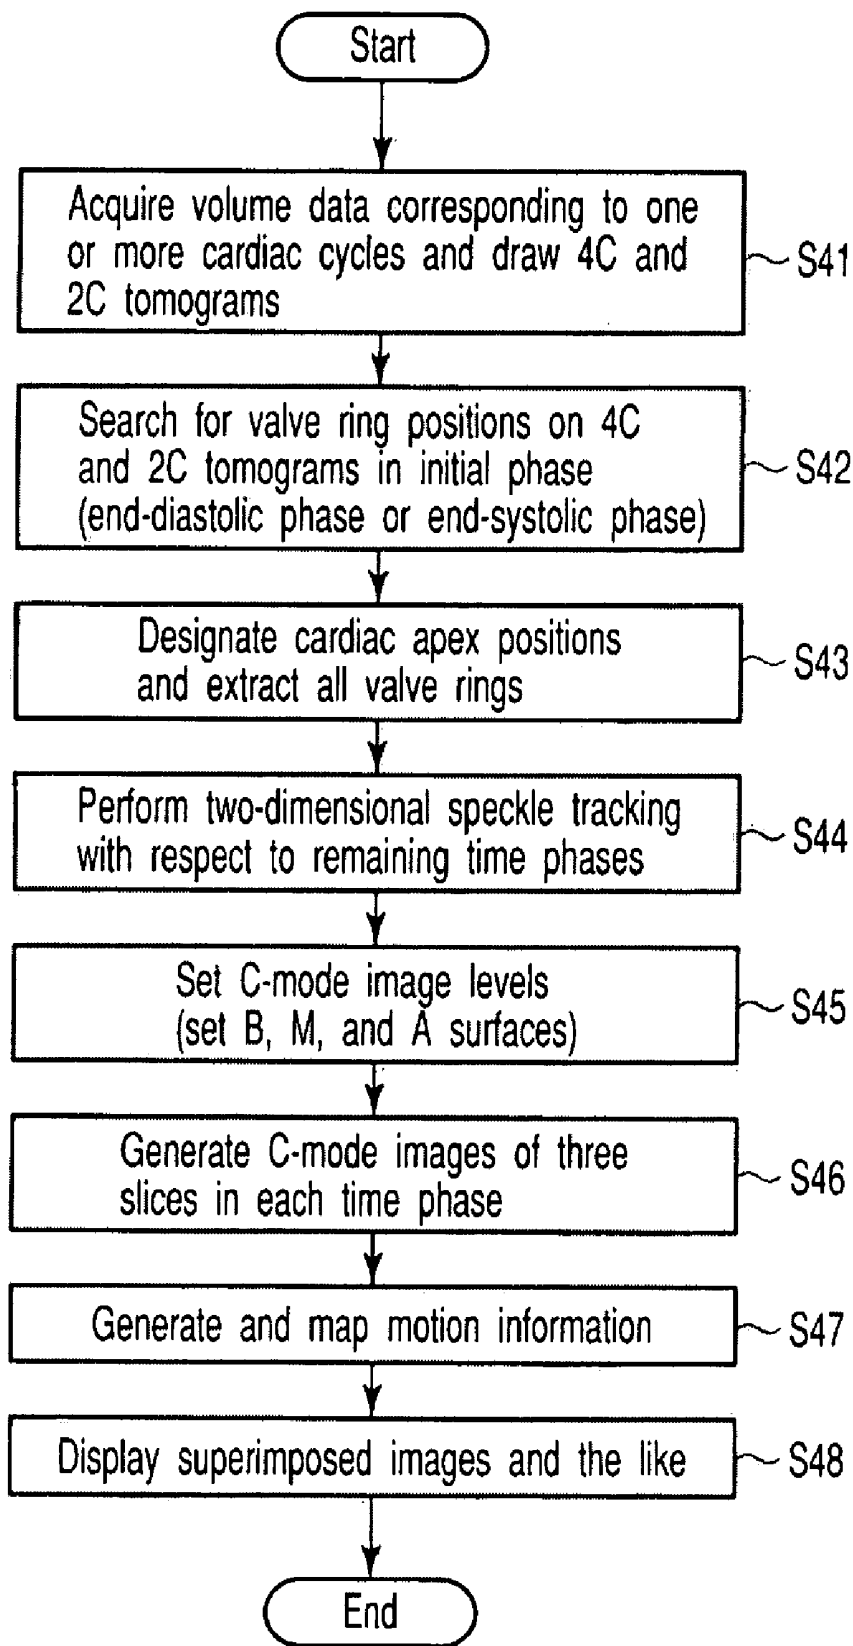 Start
Acquire volume data corresponding to one
or more cardiac cycles and draw 4C and
2C tomograms
S41
Search for valve ring positions on 4C
and 2C tomograms in initial phase
(end-diastolic phase or end-systolic phase)
S42
Designate cardiac apex positions
and extract all valve rings
S43
Perform two-dimensional speckle tracking
with respect to remaining time phases
S44
Set C-mode image levels
(set B, M, and A surfaces)
S45
Generate C-mode images of three
slices in each time phase
S46
Generate and map motion information
S47
Display superimposed images and the like
S48
End